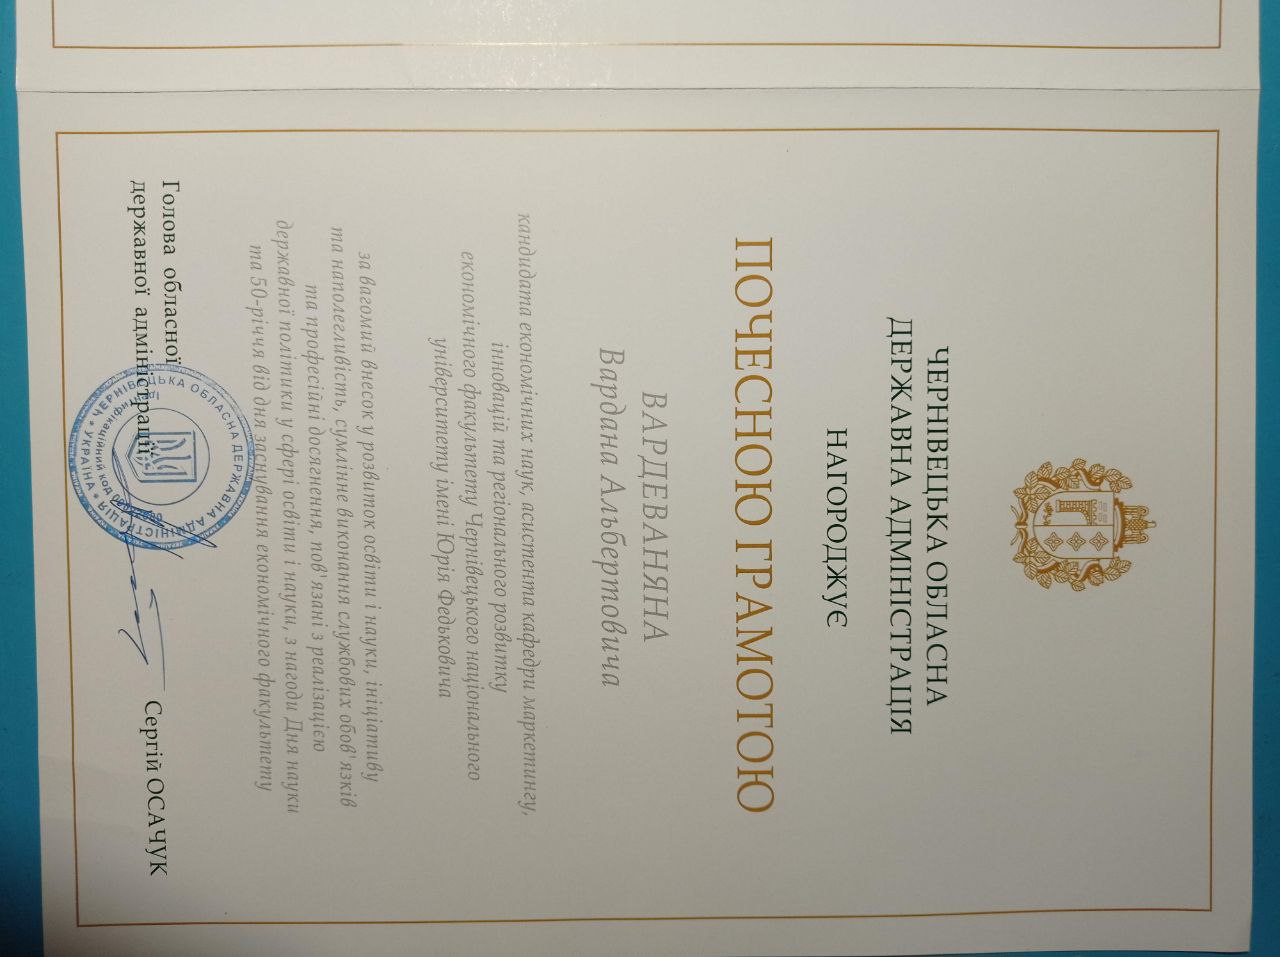 ЧЕРНІВЕЦЬКА ОБЛАСНА
ДЕРЖАВНА АДМІНІСТРАЦІЯ
НАГОРОДЖУЄ
ПОЧЕСНОЮ ГРАМОТОЮ
ВАРДЕВАНЯНА
Вардана Альбертовича
кандидата економічних наук, асистента кафедри маркетингу,
інновацій та регіонального розвитку
економічного факультету Чернівецького національного
університету імені Юрія Федьковича
за вагомий внесок у розвиток освіти і науки, ініціативу
та наполегливість, сумлінне виконання службових обов'язків
та професійні досягнення, пов'язані з реалізацією
державної політики у сфері освіти і науки, з нагоди Дня науки
та 50-річчя від дня заснування економічного факультету
Голова обласної
державної адміністрації
Сергій ОСАЧУК
ЧЕРНІВЕЦЬКА ОБЛАСНА ДЕРЖАВНА АДМІНІСТРАЦІЯ * УКРАЇНА *
Ідентифікаційний код